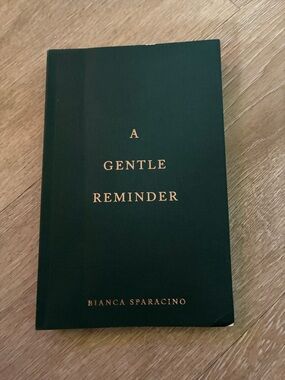 A
GENTLE
REMINDER
BIANCA SPARACINO